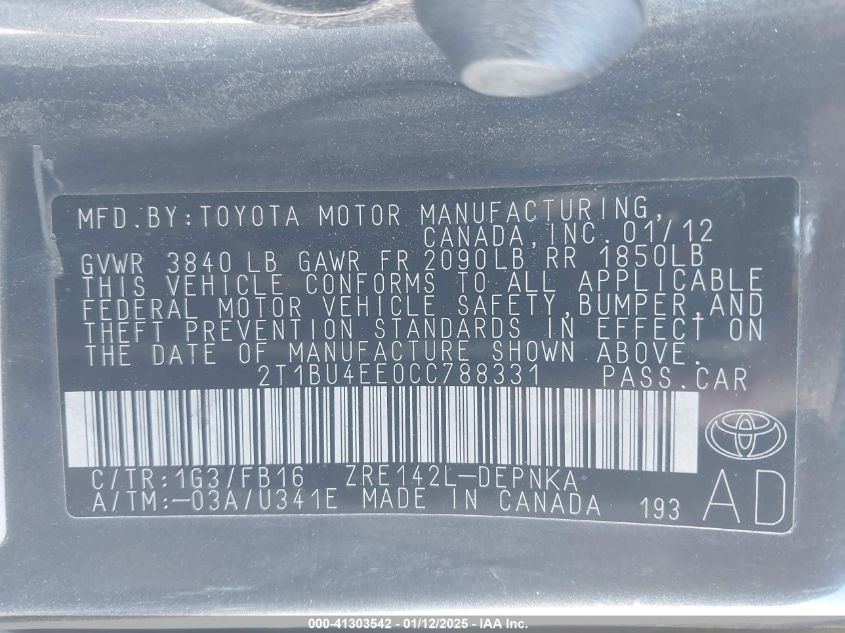 MFD.BY:TOYOTA MOTOR MANUFACTURING,
CANADA,INC.01/12
GVWR 3840 LB GAWR FR 2090LB RR 1850LB
THIS VEHICLE CONFORMS TO ALL APPLICABLE
FEDERAL MOTOR VEHICLE SAFETY,BUMPER,AND
THEFT PREVENTION STANDARDS IN EFFECT ON
THE DATE OF MANUFACTURE SHOWN ABOVE.
2T1BU4EE0CC788331 PASS.CAR
C/TR:1G3/FB16 ZRE142L-DEPNKA
A/TM:-03A/U341E MADE IN CANADA 193
AD
000-41303542 - 01/12/2025 - IAA Inc.